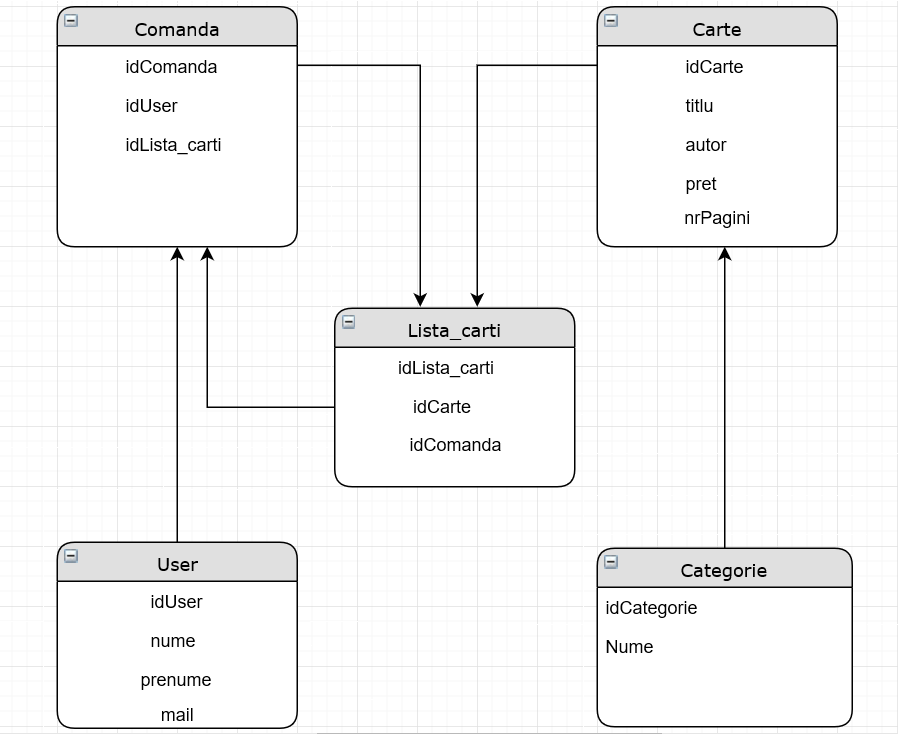 Comanda
idComanda
idUser
idLista_carti
Carte
idCarte
titlu
autor
pret
nrPagini
Lista_carti
idLista_carti
idCarte
idComanda
User
idUser
nume
prenume
mail
Categorie
idCategorie
Nume